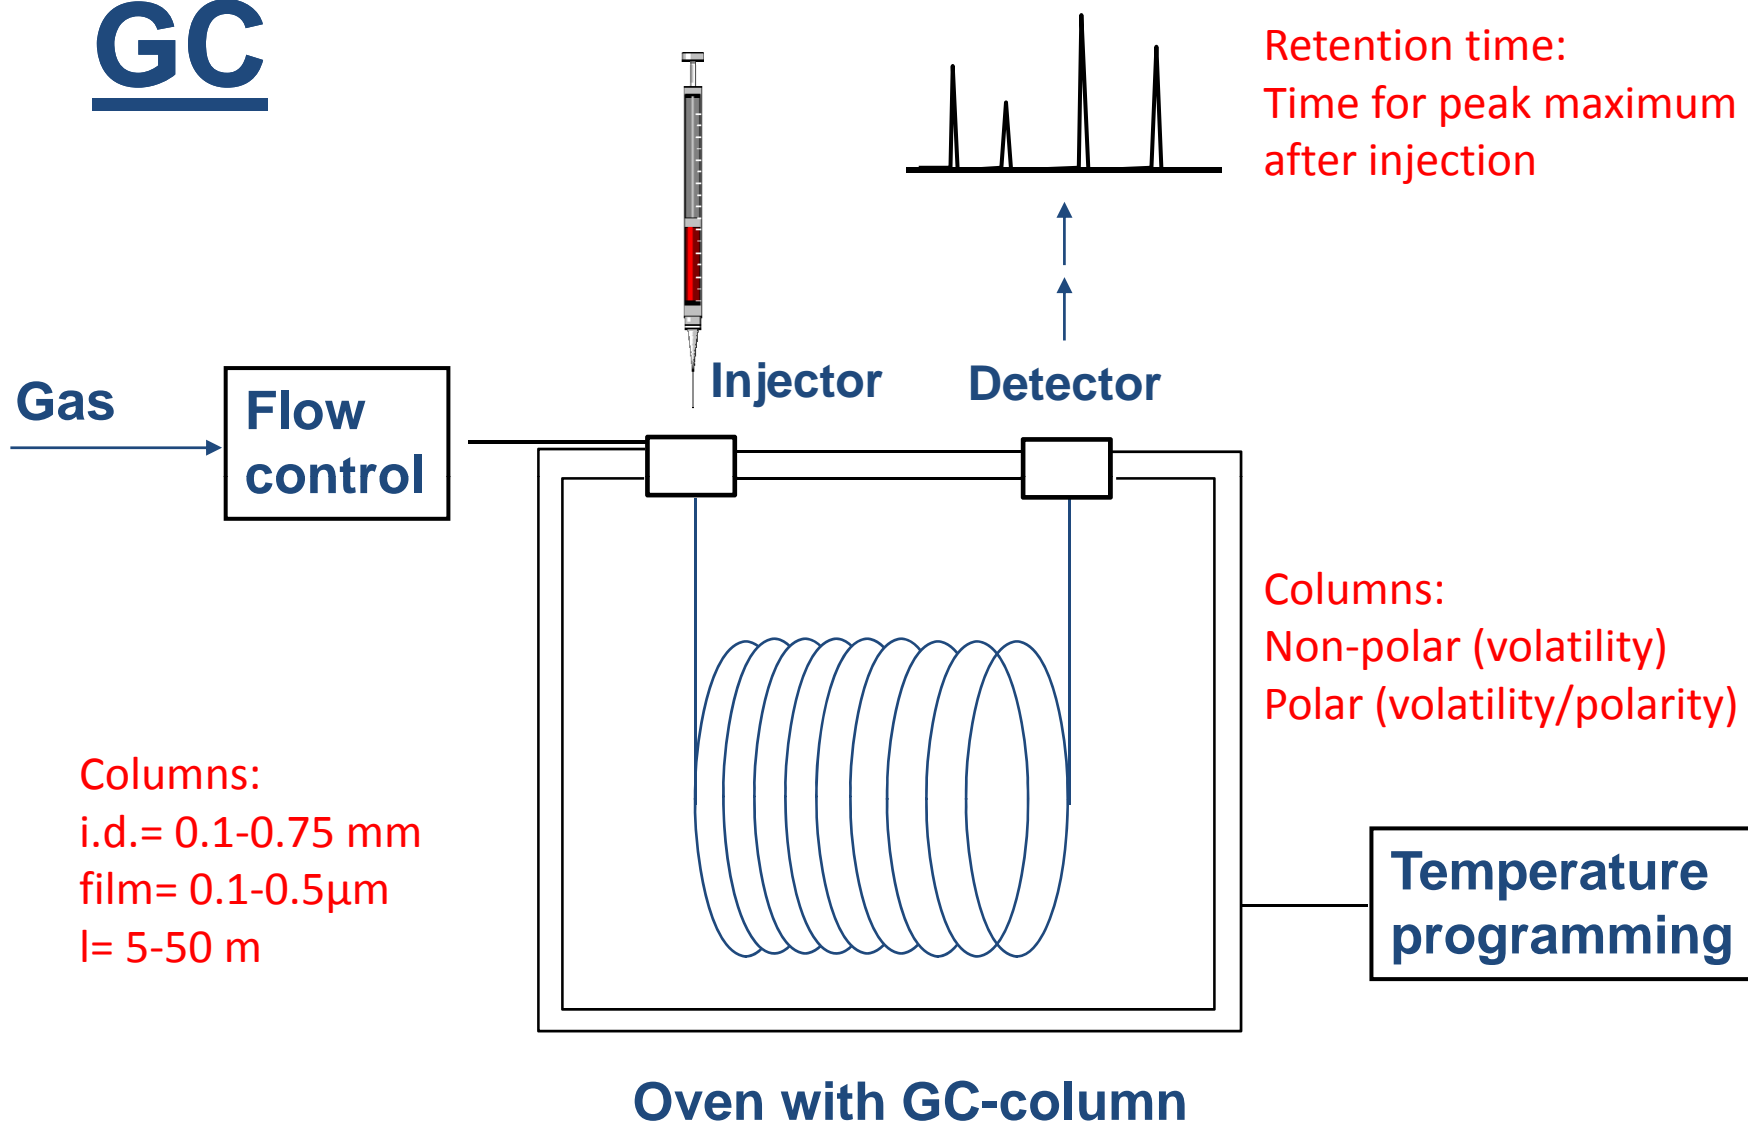 GC
Retention time:
Time for peak maximum
after injection
Injector
Detector
Gas
Flow
control
Columns:
Non-polar (volatility)
Polar (volatility/polarity)
Columns:
i.d.= 0.1-0.75 mm
film= 0.1-0.5µm
l= 5-50 m
Temperature
programming
Oven with GC-column